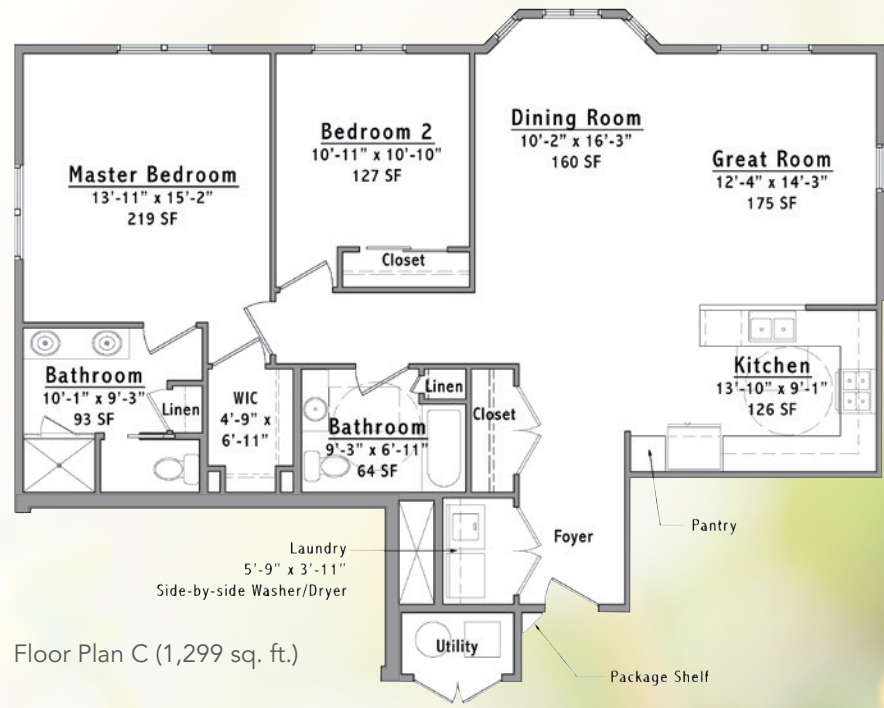 Master Bedroom
13'-11" x 15'-2"
219 SF
Bedroom 2
10'-11" x 10'-10"
127 SF
Closet
Dining Room
10'-2" x 16'-3"
160 SF
Great Room
12'-4" x 14'-3"
175 SF
Bathroom
10'-1" x 9'-3"
93 SF
Linen
WIC
4'-9" x
6'-11"
Bathroom
9'-3" x 6'-11"
64 SF
Linen
Closet
Kitchen
13'-10" x 9'-1"
126 SF
Pantry
Foyer
Laundry
5'-9" x 3'-11"
Side-by-side Washer/Dryer
Utility
Package Shelf
Floor Plan C (1,299 sq. ft.)